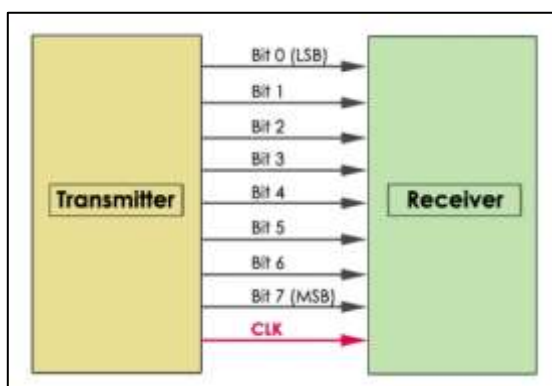 Bit 0 (LSB)
Bit 1
Bit 2
Bit 3
Transmitter
Bit 4
Receiver
Bit 5
Bit 6
Bit 7 (MSB)
CLK